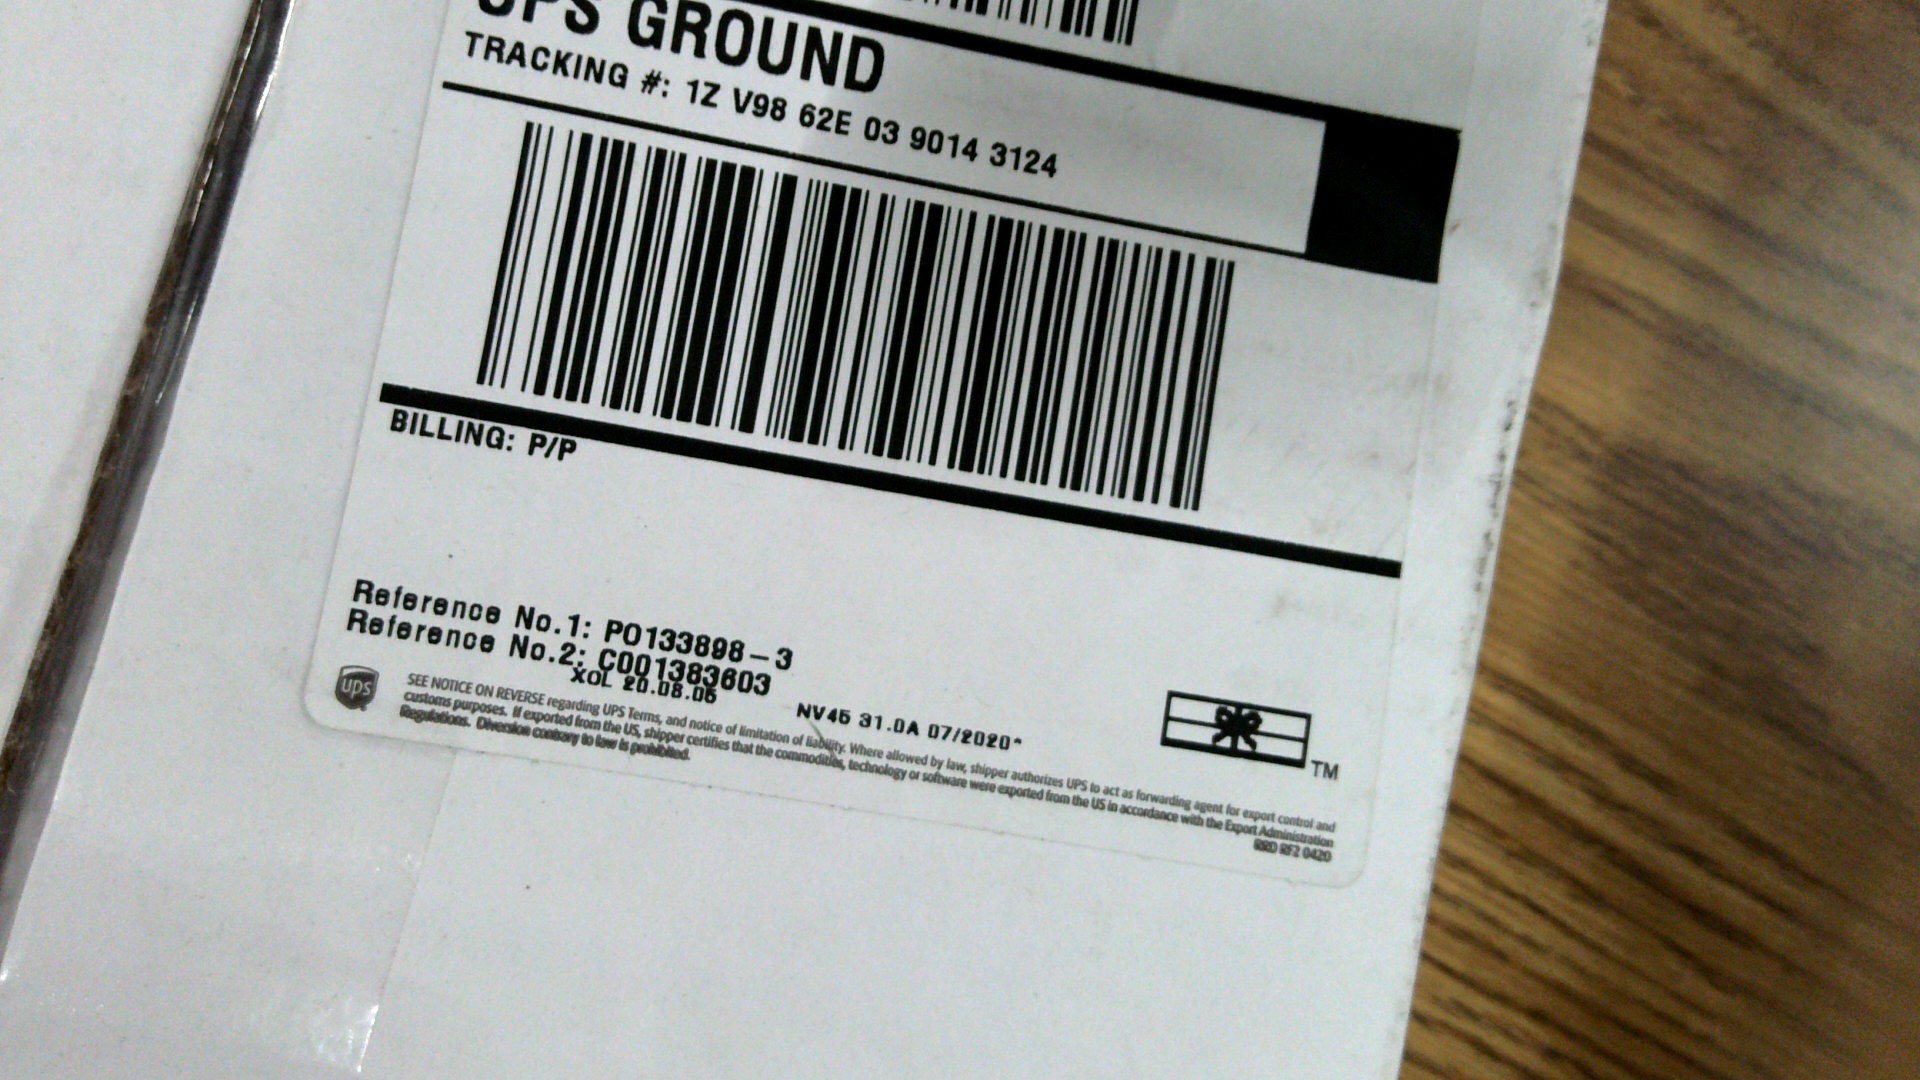 UPS GROUND
TRACKING #: 1Z V98 62E 03 9014 3124
BILLING: P/P
Reference No.1: PO133898-3
Reference No.2: C001383603
XOL 20.08.05
NV45 31.0A 07/2020*
ups
SEE NOTICE ON REVERSE regarding UPS Terms, and notice of limitation of liability. Where allowed by law, shipper authorizes UPS to act as forwarding agent for export control and
customs purposes. If exported from the US, shipper certifies that the commodities, technology or software were exported from the US in accordance with the Export Administration
Regulations. Diversion contrary to law is prohibited.
RRD RF2 0420
TM